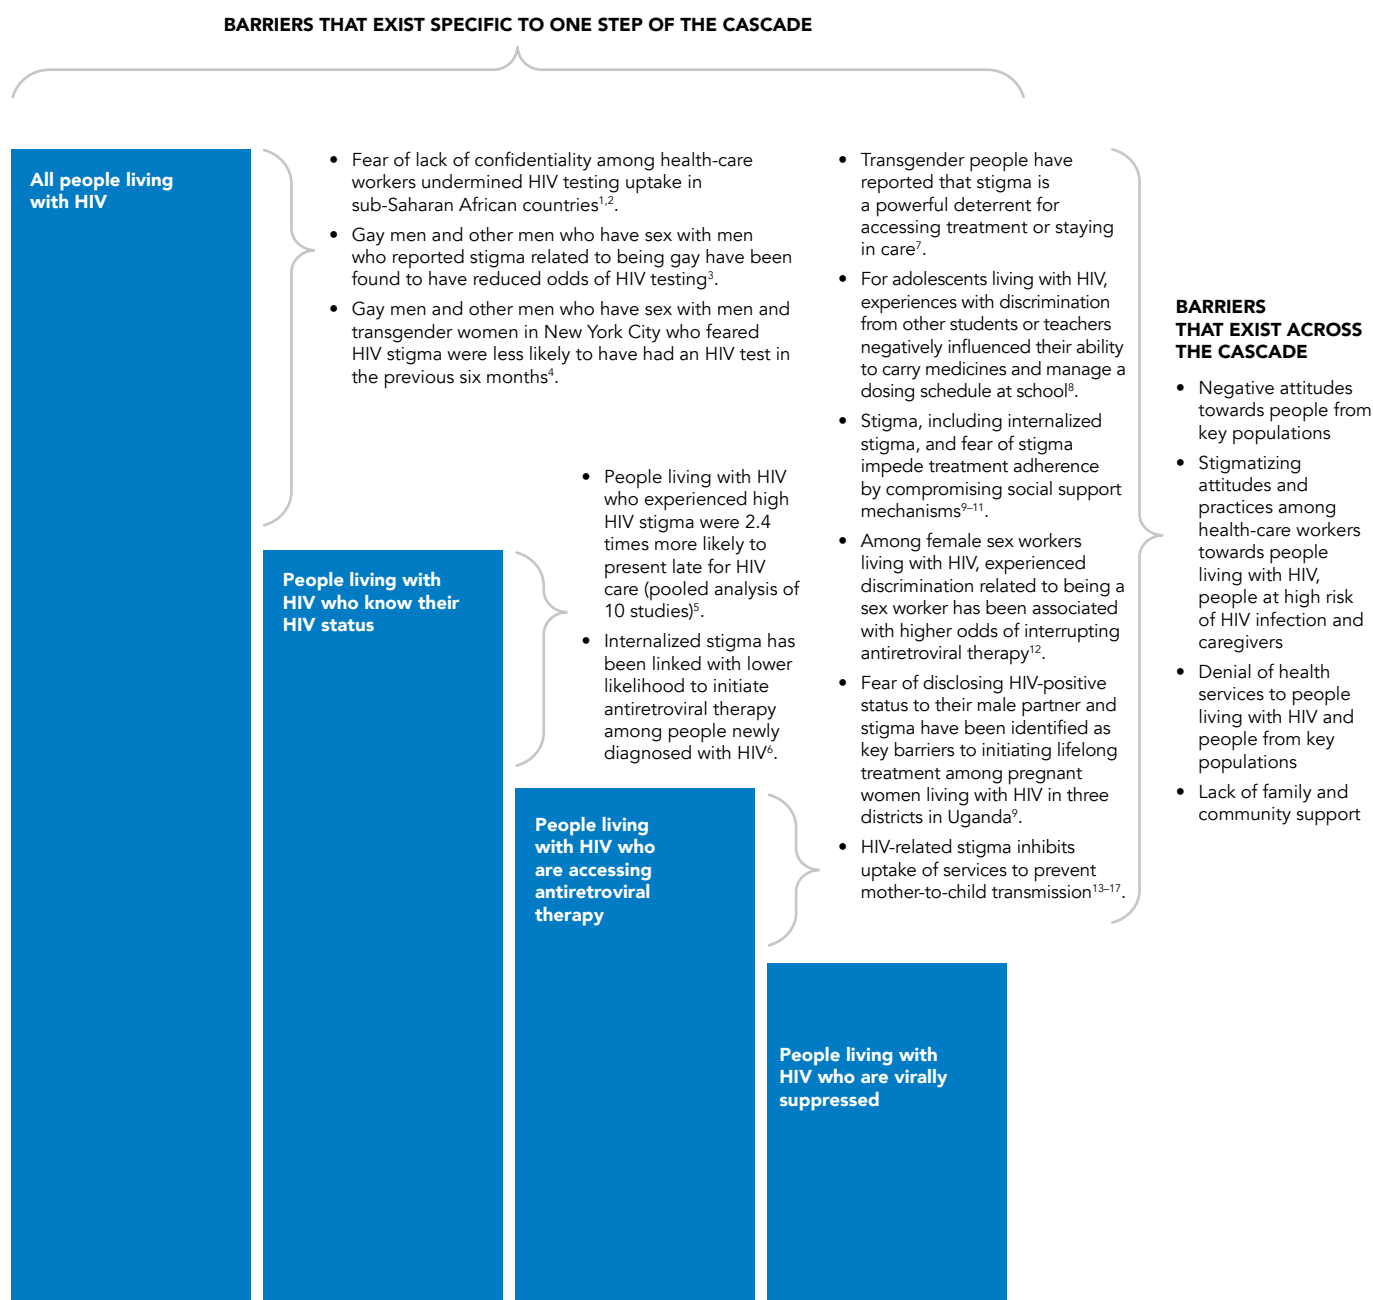 BARRIERS THAT EXIST SPECIFIC TO ONE STEP OF THE CASCADE
All people living
with HIV
• Fear of lack of confidentiality among health-care
workers undermined HIV testing uptake in
sub-Saharan African countries1,2.
• Gay men and other men who have sex with men
who reported stigma related to being gay have been
found to have reduced odds of HIV testing3.
• Gay men and other men who have sex with men and
transgender women in New York City who feared
HIV stigma were less likely to have had an HIV test in
the previous six months4.
People living with
HIV who know their
HIV status
• People living with HIV
who experienced high
HIV stigma were 2.4
times more likely to
present late for HIV
care (pooled analysis of
10 studies)5.
• Internalized stigma has
been linked with lower
likelihood to initiate
antiretroviral therapy
among people newly
diagnosed with HIV6.
People living
with HIV who
are accessing
antiretroviral
therapy
• Transgender people have
reported that stigma is
a powerful deterrent for
accessing treatment or staying
in care7.
• For adolescents living with HIV,
experiences with discrimination
from other students or teachers
negatively influenced their ability
to carry medicines and manage a
dosing schedule at school8.
• Stigma, including internalized
stigma, and fear of stigma
impede treatment adherence
by compromising social support
mechanisms9–11.
• Among female sex workers
living with HIV, experienced
discrimination related to being a
sex worker has been associated
with higher odds of interrupting
antiretroviral therapy12.
• Fear of disclosing HIV-positive
status to their male partner and
stigma have been identified as
key barriers to initiating lifelong
treatment among pregnant
women living with HIV in three
districts in Uganda9.
• HIV-related stigma inhibits
uptake of services to prevent
mother-to-child transmission13–17.
People living with
HIV who are virally
suppressed
BARRIERS
THAT EXIST ACROSS
THE CASCADE
• Negative attitudes
towards people from
key populations
• Stigmatizing
attitudes and
practices among
health-care workers
towards people
living with HIV,
people at high risk
of HIV infection and
caregivers
• Denial of health
services to people
living with HIV and
people from key
populations
• Lack of family and
community support